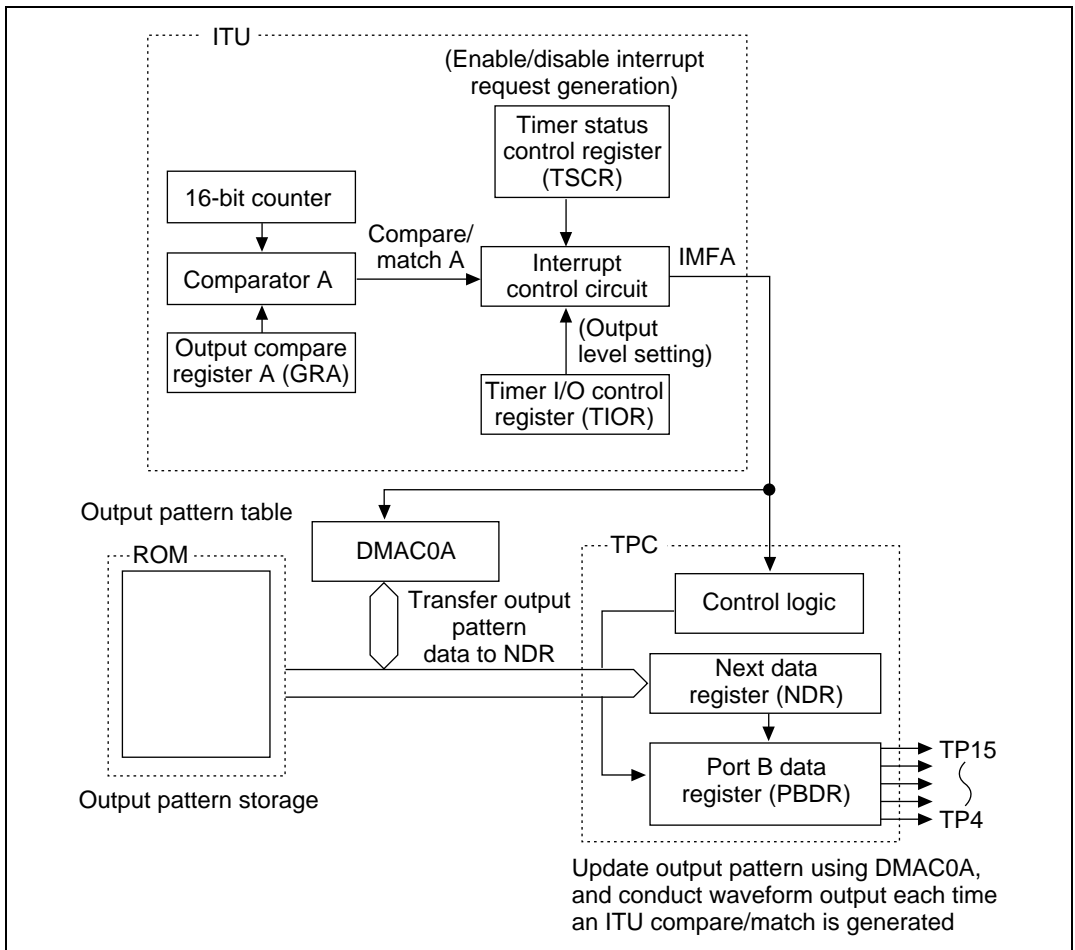 ITU
(Enable/disable interrupt
request generation)
Timer status
control register
(TSCR)
16-bit counter
Compare/
match A
Comparator A
Interrupt
control circuit
IMFA
Output compare
register A (GRA)
(Output
level setting)
Timer I/O control
register (TIOR)
Output pattern table
DMAC0A
ROM
TPC
Transfer output
pattern
data to NDR
Control logic
Next data
register (NDR)
Port B data
register (PBDR)
TP15
TP4
Output pattern storage
Update output pattern using DMAC0A,
and conduct waveform output each time
an ITU compare/match is generated